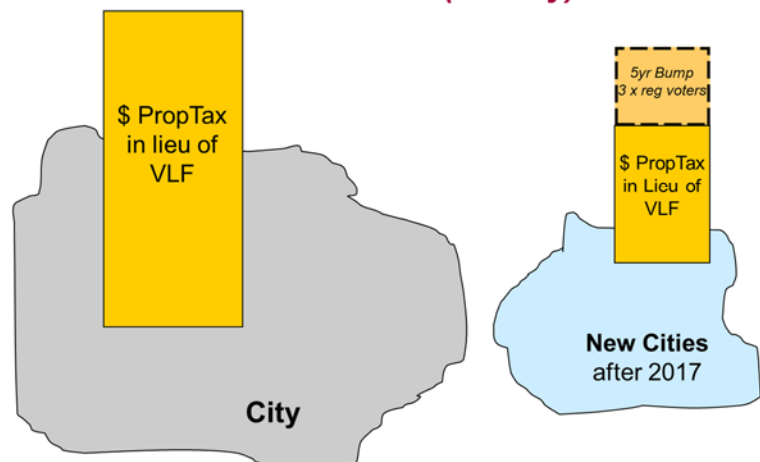 $ PropTax
in lieu of
VLF
City
5yr Bump
3 x reg voters
$ PropTax
in Lieu of
VLF
New Cities
after 2017